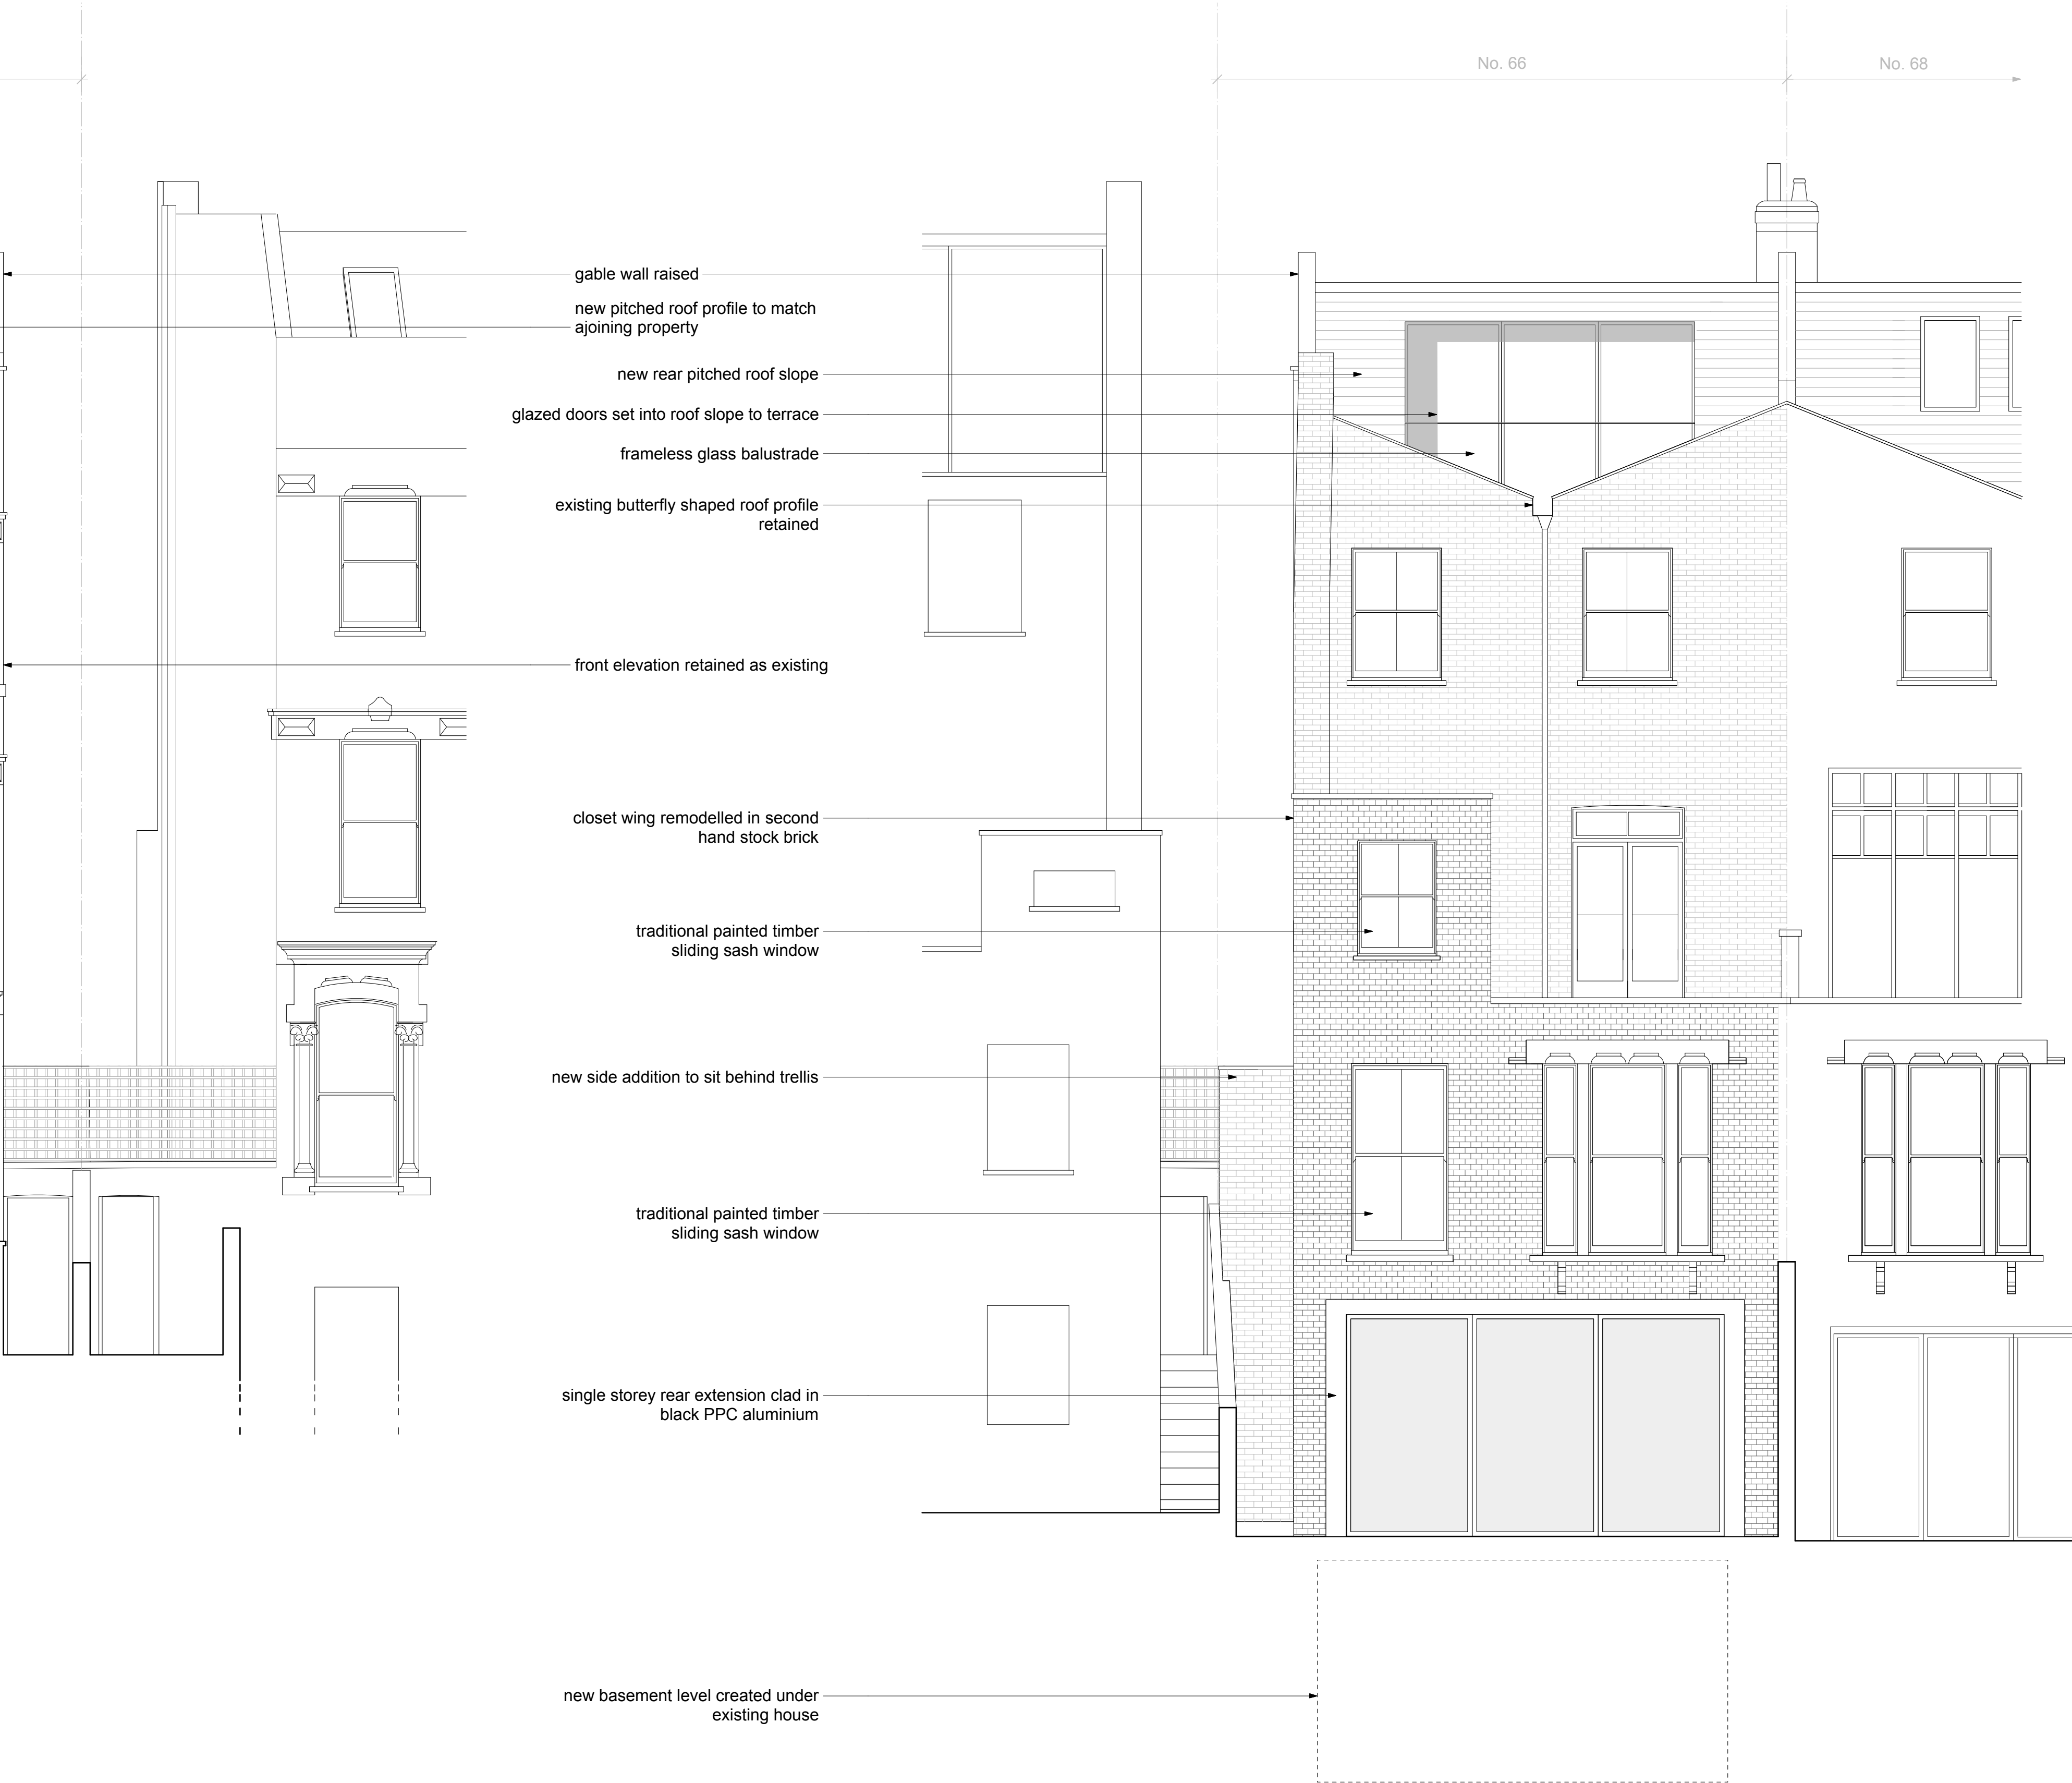 No. 66
No. 68
gable wall raised
new pitched roof profile to match
ajoining property
new rear pitched roof slope
glazed doors set into roof slope to terrace
frameless glass balustrade
existing butterfly shaped roof profile
retained
front elevation retained as existing
closet wing remodelled in second
hand stock brick
traditional painted timber
sliding sash window
new side addition to sit behind trellis
traditional painted timber
sliding sash window
single storey rear extension clad in
black PPC aluminium
new basement level created under
existing house